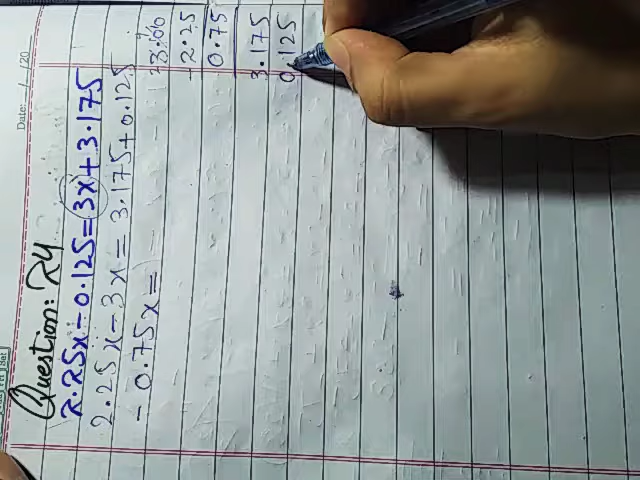 Date: / /20
Question: 24
2.25x - 0.125 = 3x + 3.175
2.25x - 3x = 3.175 + 0.125
- 0.75x =
3.00
- 2.25
0.75
3.175
0.125